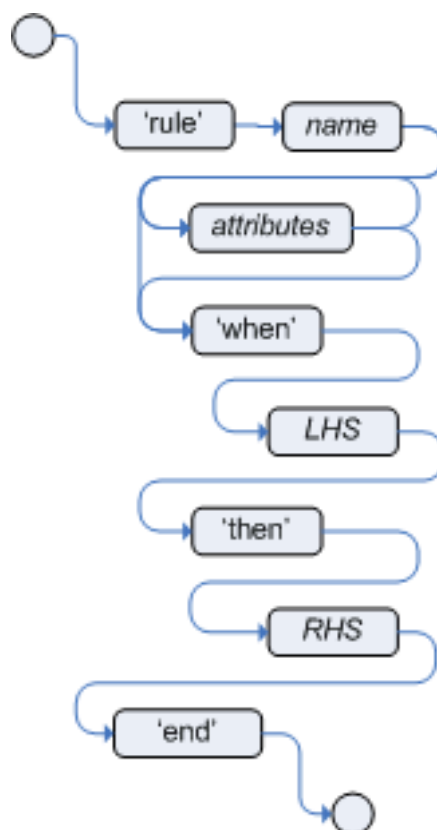 ‘rule’ name
attributes
‘when’
LHS
‘then’
RHS
‘end’